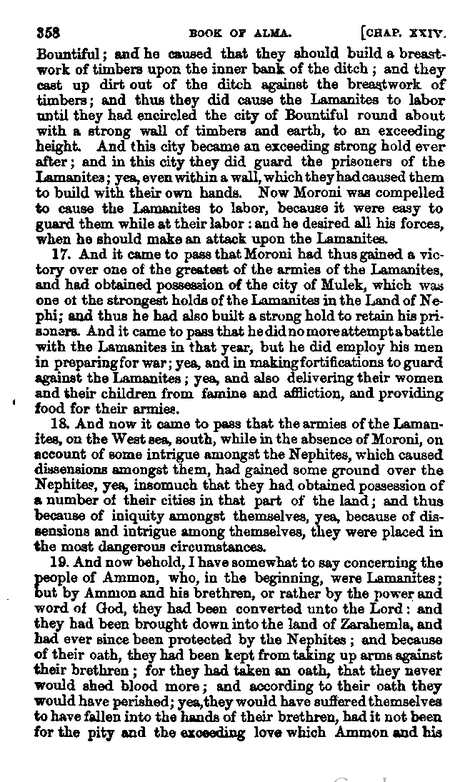 358 BOOK OF ALMA. [CHAP. XXIV.
Bountiful; and he caused that they should build a breast-
work of timbers upon the inner bank of the ditch; and they
cast up dirt out of the ditch against the breastwork of
timbers; and thus they did cause the Lamanites to labor
until they had encircled the city of Bountiful round about
with a strong wall of timbers and earth, to an exceeding
height. And this city became an exceeding strong hold ever
after; and in this city they did guard the prisoners of the
Lamanites; yea, even within a wall, which they had caused them
to build with their own hands. Now Moroni was compelled
to cause the Lamanites to labor, because it were easy to
guard them while at their labor: and he desired all his forces,
when he should make an attack upon the Lamanites.
17. And it came to pass that Moroni had thus gained a vic-
tory over one of the greatest of the armies of the Lamanites,
and had obtained possession of the city of Mulek, which was
one of the strongest holds of the Lamanites in the Land of Ne-
phi; and thus he had also built a strong hold to retain his pri-
soners. And it came to pass that he did no more attempt a battle
with the Lamanites in that year, but he did employ his men
in preparing for war; yea, and in making fortifications to guard
against the Lamanites; yea, and also delivering their women
and their children from famine and affliction, and providing
food for their armies.
18. And now it came to pass that the armies of the Laman-
ites, on the West sea, south, while in the absence of Moroni, on
account of some intrigue amongst the Nephites, which caused
dissensions amongst them, had gained some ground over the
Nephites, yea, insomuch that they had obtained possession of
a number of their cities in that part of the land; and thus
because of iniquity amongst themselves, yea, because of dis-
sensions and intrigue among themselves, they were placed in
the most dangerous circumstances.
19. And now behold, I have somewhat to say concerning the
people of Ammon, who, in the beginning, were Lamanites;
but by Ammon and his brethren, or rather by the power and
word of God, they had been converted unto the Lord: and
they had been brought down into the land of Zarahemla, and
had ever since been protected by the Nephites; and because
of their oath, they had been kept from taking up arms against
their brethren; for they had taken an oath, that they never
would shed blood more; and according to their oath they
would have perished; yea, they would have suffered themselves
to have fallen into the hands of their brethren, had it not been
for the pity and the exceeding love which Ammon and his